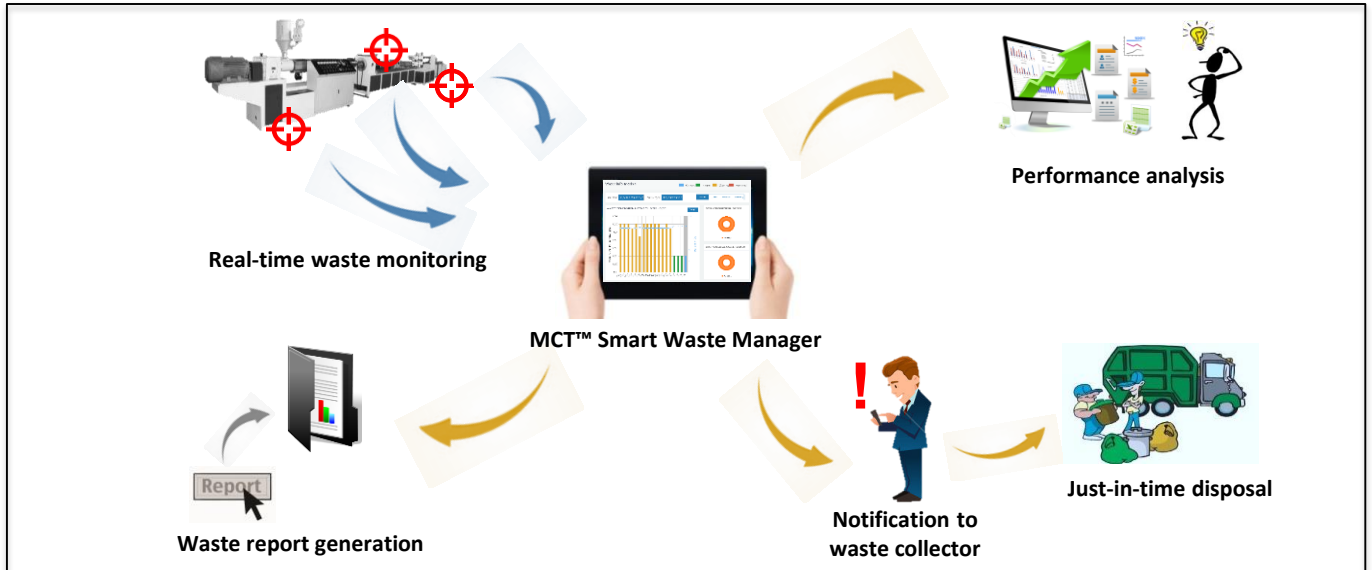 Performance analysis
Real-time waste monitoring
MCT™ Smart Waste Manager
Report
Waste report generation
Notification to
waste collector
Just-in-time disposal